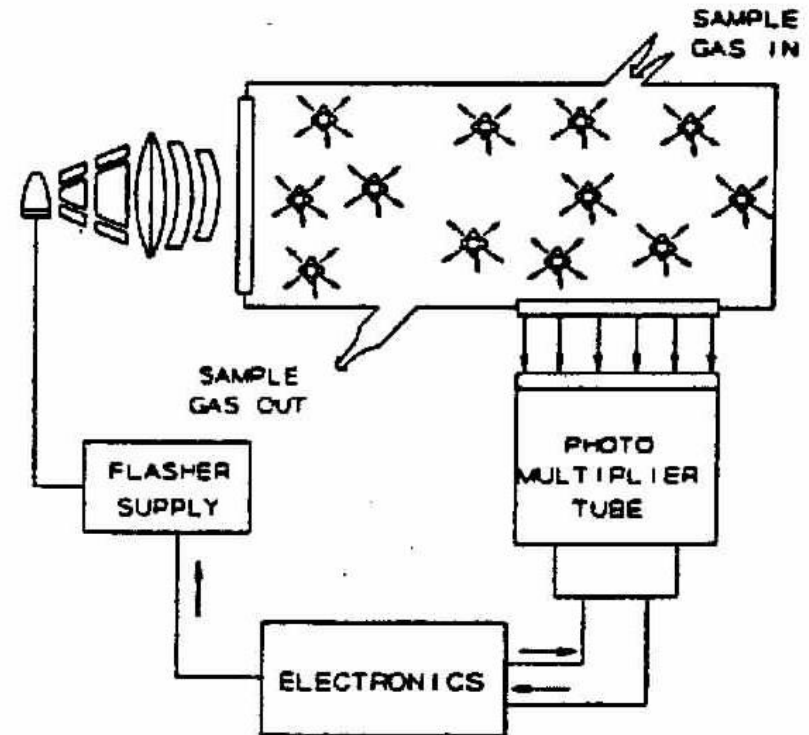 SAMPLE
GAS IN
SAMPLE
GAS OUT
FLASHER
SUPPLY
PHOTO
MULTIPLIER
TUBE
ELECTRONICS